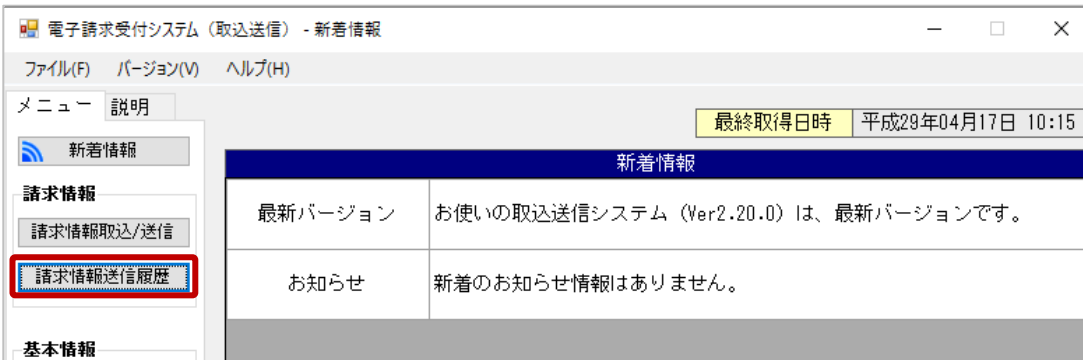 電子請求受付システム（取込送信） - 新着情報
ファイル(F) バージョン(V) ヘルプ(H)
メニュー 説明
最終取得日時 平成29年04月17日 10:15
新着情報
新着情報
請求情報
最新バージョン お使いの取込送信システム（Ver2.20.0）は、最新バージョンです。
請求情報取込/送信
請求情報送信履歴
お知らせ 新着のお知らせ情報はありません。
基本情報